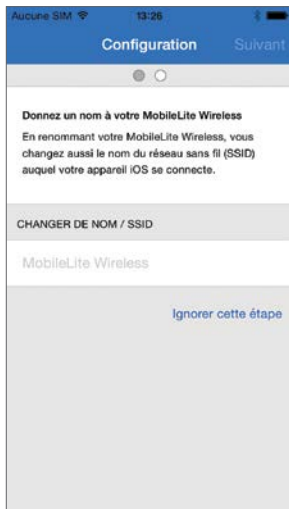 Aucune SIM 13:26
Configuration Suivant
Donnez un nom à votre MobileLite Wireless
En renommant votre MobileLite Wireless, vous
changez aussi le nom du réseau sans fil (SSID)
auquel votre appareil iOS se connecte.
CHANGER DE NOM / SSID
MobileLite Wireless
Ignorer cette étape